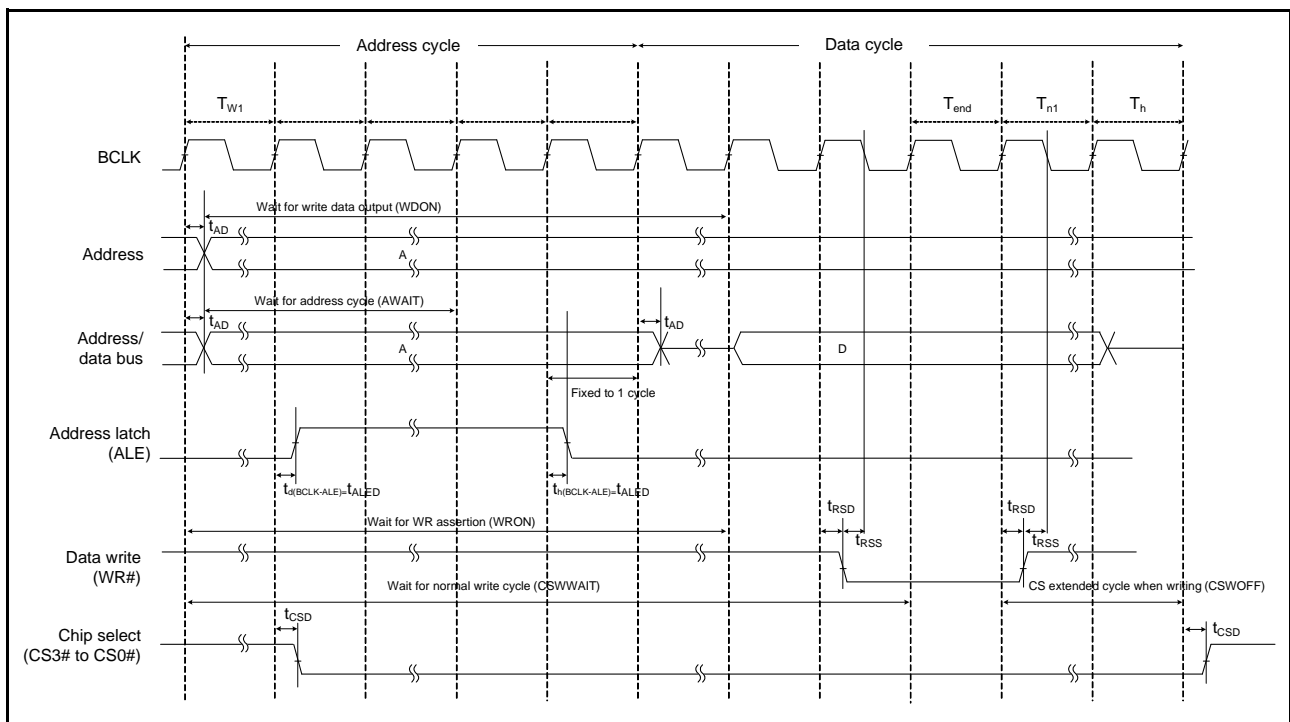 Address cycle Data cycle
TW1 Tend Tn1 Th
BCLK
Wait for write data output (WDON)
tAD
Address
A
Wait for address cycle (AWAIT)
tAD tAD
Address/
data bus
A D
Fixed to 1 cycle
Address latch
(ALE)
td(BCLK-ALE)=tALED th(BCLK-ALE)=tALED
tRSD tRSD
Wait for WR assertion (WRON)
tRSS tRSS
Data write
(WR#)
Wait for normal write cycle (CSWWAIT) CS extended cycle when writing (CSWOFF)
tCSD tCSD
Chip select
(CS3# to CS0#)